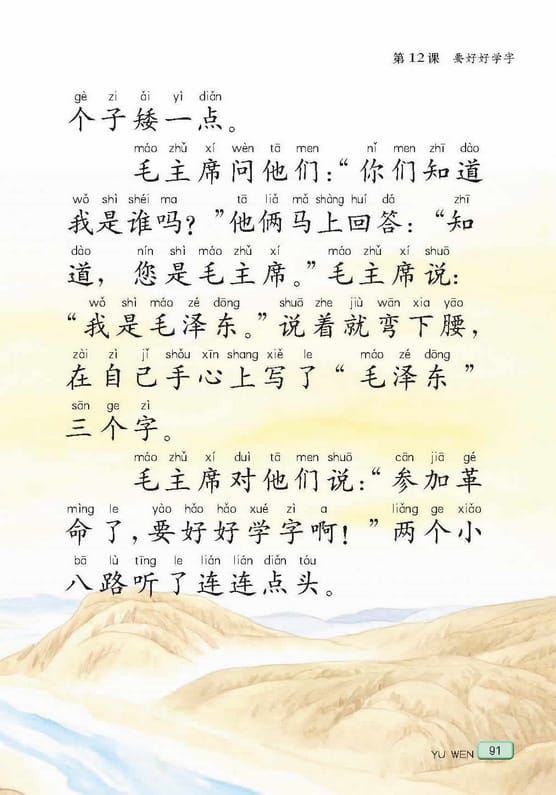 第12课 要好好学字
gè zi ǎi yì diǎn
个子矮一点。
máo zhǔ xí wèn tā men nǐ men zhī dào
毛主席问他们：“你们知道
wǒ shì shéi ma tā liǎ mǎ shàng huí dá zhī
我是谁吗？”他俩马上回答：“知
dào nín shì máo zhǔ xí máo zhǔ xí shuō
道，您是毛主席。”毛主席说：
wǒ shì máo zé dōng shuō zhe jiù wān xia yāo
“我是毛泽东。”说着就弯下腰，
zài zì jǐ shǒu xīn shang xiě le máo zé dōng
在自己手心上写了“毛泽东”
sān ge zì
三个字。
máo zhǔ xí duì tā men shuō cān jiā gé
毛主席对他们说：“参加革
mìng le yào hǎo hǎo xué zì a liǎng ge xiǎo
命了，要好好学字啊！”两个小
bā lù tīng le lián lián diǎn tóu
八路听了连连点头。
YU WEN 91